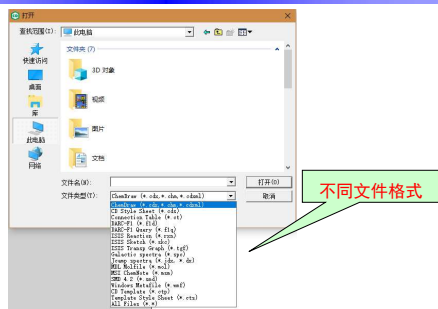 打开
查找范围(I):
此电脑
快速访问
桌面
库
此电脑
网络
文件夹 (7)
3D 对象
视频
图片
文档
文件名(N):
打开(O)
文件类型(T):
ChemDraw (*.cdx,*.chm,*.cdxml)
取消
ChemDraw (*.cdx,*.chm,*.cdxml)
CD Style Sheet (*.cds)
Connection Table (*.ct)
DARC-F1 (*.f1d)
DARC-F1 Query (*.f1q)
ISIS Reaction (*.rxn)
ISIS Sketch (*.skc)
ISIS Transp Graph (*.tgf)
Galactic spectra (*.spc)
Jcamp spectra (*.jdx,*.dx)
MDL Molfile (*.mol)
MSI ChemNote (*.msm)
SMD 4.2 (*.smd)
Windows Metafile (*.wmf)
CD Template (*.ctp)
Template Style Sheet (*.cts)
All Files (*.*)
不同文件格式